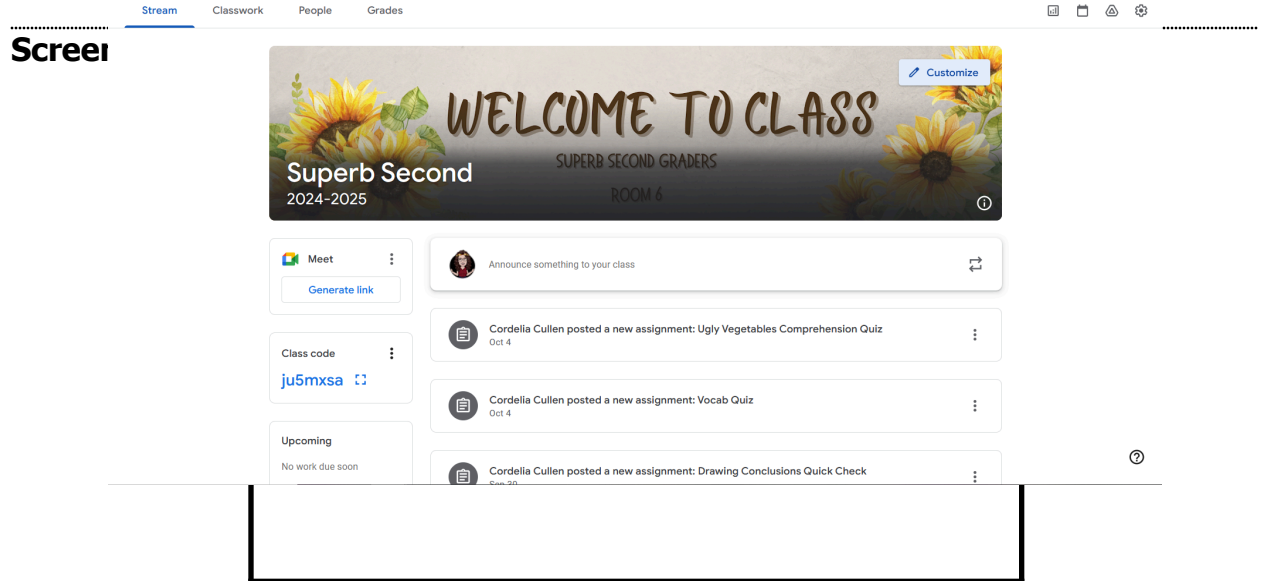 Stream Classwork People Grades
Screen
WELCOME TO CLASS
Customize
SUPERB SECOND GRADERS
Superb Second
ROOM 6
2024-2025
Meet
Generate link
Announce something to your class
Cordelia Cullen posted a new assignment: Ugly Vegetables Comprehension Quiz
Oct 4
Class code
ju5mxsa
Cordelia Cullen posted a new assignment: Vocab Quiz
Oct 4
Upcoming
No work due soon
Cordelia Cullen posted a new assignment: Drawing Conclusions Quick Check
Sep 30